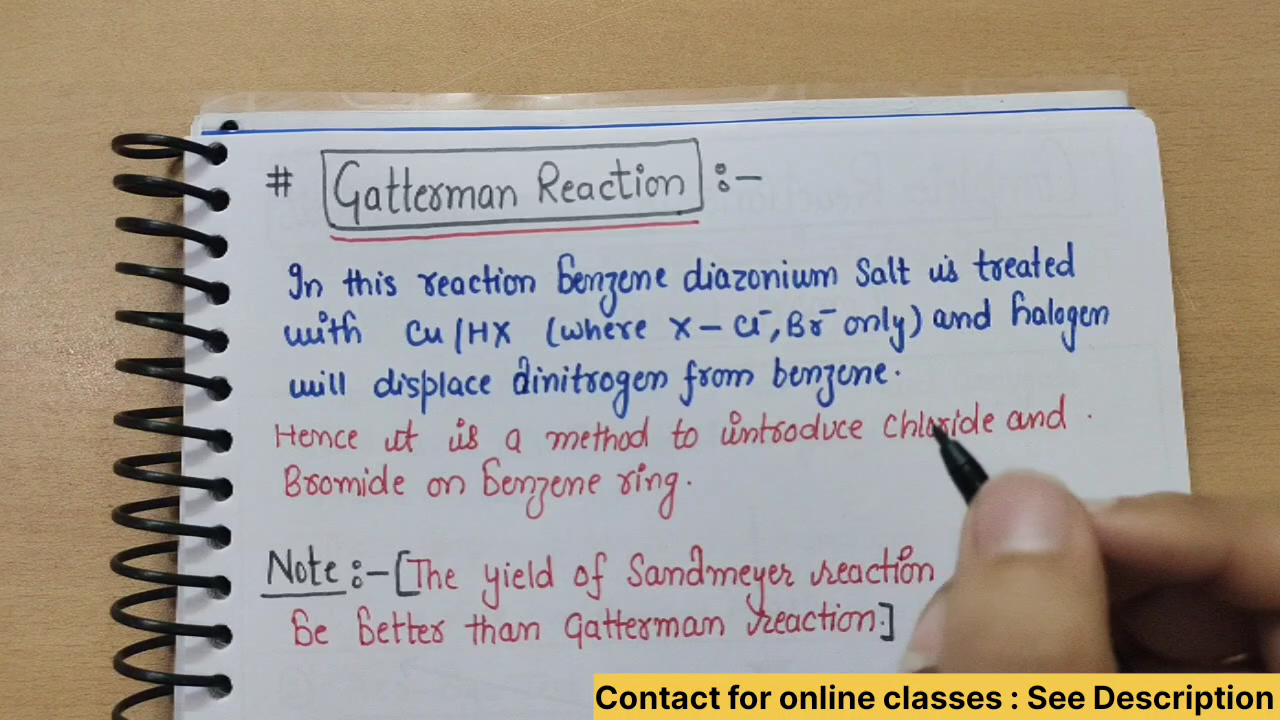 # Gatterman Reaction :-
In this reaction benzene diazonium salt is treated
with Cu/HX (where X - Cl⁻, Br⁻ only) and halogen
will displace dinitrogen from benzene.
Hence it is a method to introduce chloride and
Bromide on benzene ring.
Note :- [The yield of Sandmeyer reaction
be better than Gatterman reaction.]
Contact for online classes : See Description